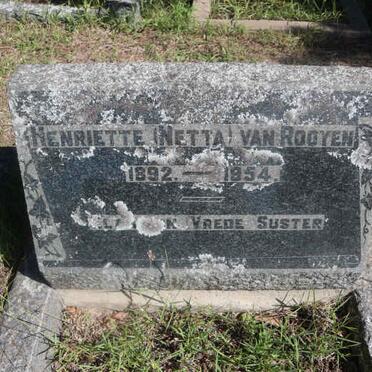 HENRIETTE (NETTA) VAN ROOYEN
1892. — 1954.
VREDE SUSTER